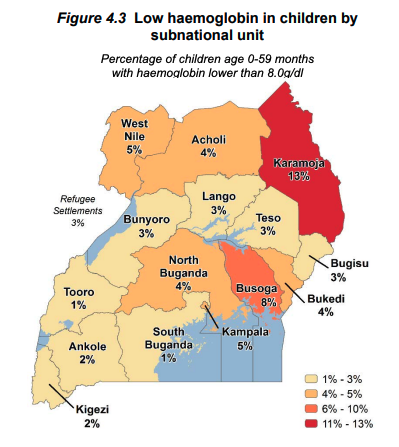 Figure 4.3 Low haemoglobin in children by
subnational unit
Percentage of children age 0-59 months
with haemoglobin lower than 8.0g/dl
West
Nile
5%
Acholi
4%
Karamoja
13%
Refugee
Settlements
3%
Lango
3%
Bunyoro
3%
Teso
3%
Bugisu
3%
North
Buganda
4%
Busoga
8%
Bukedi
4%
Tooro
1%
South
Buganda
1%
Kampala
5%
Ankole
2%
Kigezi
2%
1% - 3%
4% - 5%
6% - 10%
11% - 13%